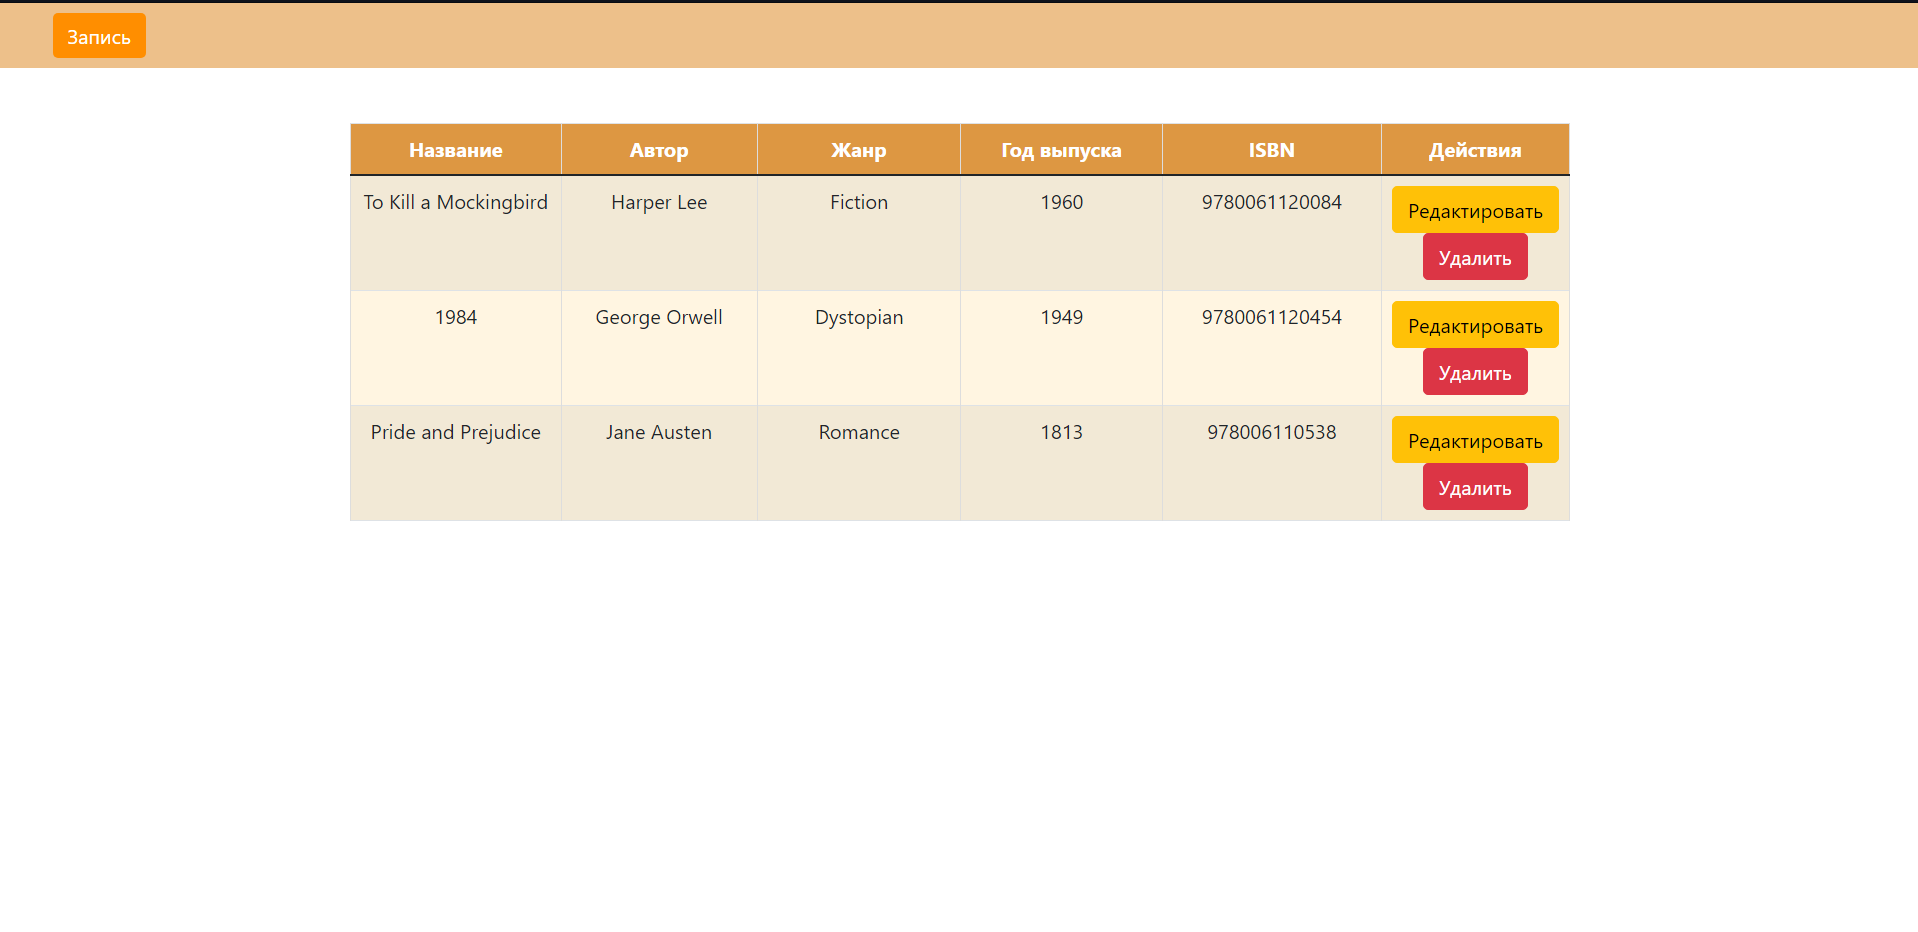 Запись
Название Автор Жанр Год выпуска ISBN Действия
To Kill a Mockingbird Harper Lee Fiction 1960 9780061120084 Редактировать
Удалить
1984 George Orwell Dystopian 1949 9780061120454 Редактировать
Удалить
Pride and Prejudice Jane Austen Romance 1813 978006110538 Редактировать
Удалить